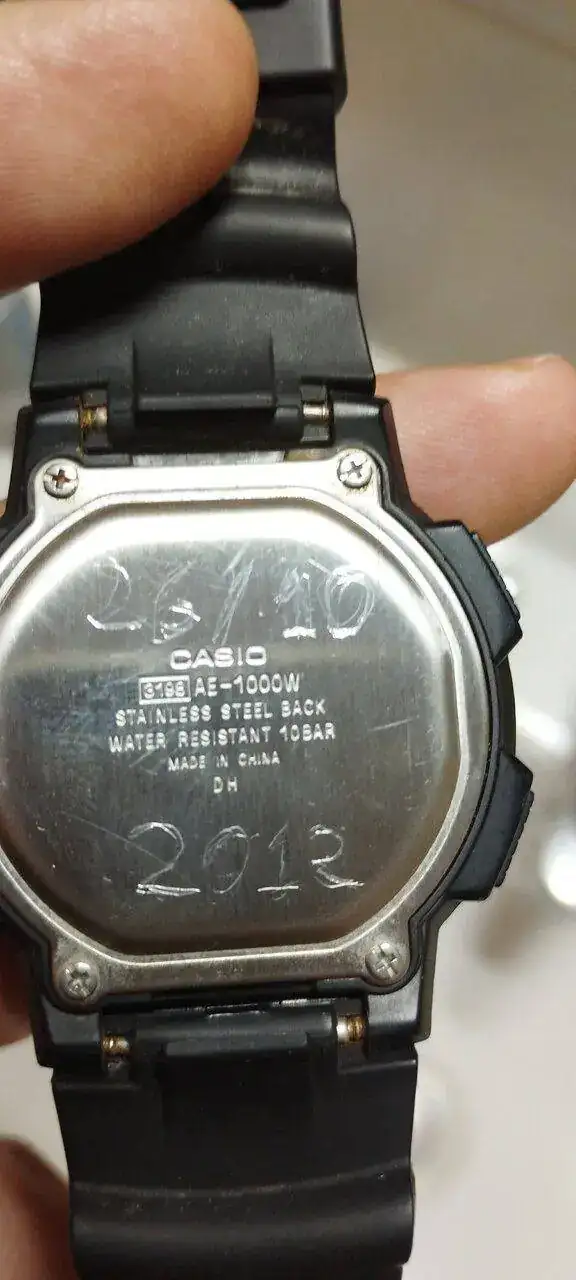 26/10
CASIO
3198 AE-1000W
STAINLESS STEEL BACK
WATER RESISTANT 10BAR
MADE IN CHINA
DH
2012